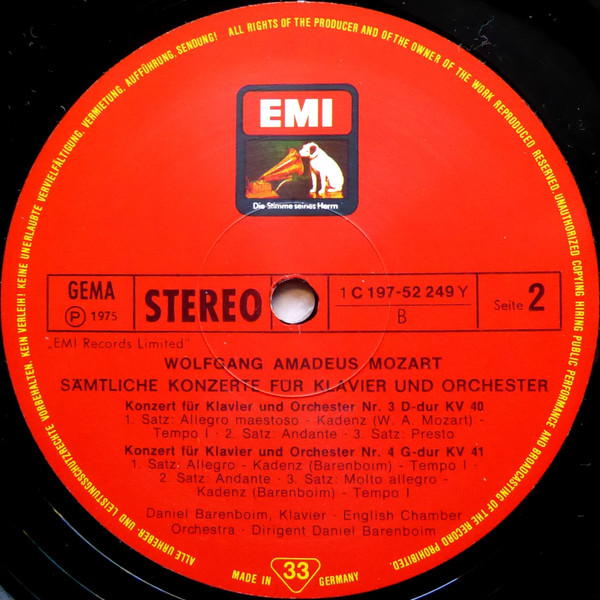 ALLE URHEBER- UND LEISTUNGSSCHUTZRECHTE VORBEHALTEN. KEIN VERLEIH! KEINE UNERLAUBTE VERVIELFÄLTIGUNG, VERMIETUNG, AUFFÜHRUNG, SENDUNG!
ALL RIGHTS OF THE PRODUCER AND OF THE OWNER OF THE WORK REPRODUCED RESERVED. UNAUTHORIZED COPYING HIRING PUBLIC PERFORMANCE AND BROADCASTING OF THE RECORD PROHIBITED.
EMI
Die Stimme seines Herrn
GEMA
Ⓟ 1975
STEREO
1 C 197-52 249 Y
B
Seite 2
„EMI Records Limited"
WOLFGANG AMADEUS MOZART
SÄMTLICHE KONZERTE FÜR KLAVIER UND ORCHESTER
Konzert für Klavier und Orchester Nr. 3 D-dur KV 40
1. Satz: Allegro maestoso - Kadenz (W. A. Mozart) -
Tempo I · 2. Satz: Andante · 3. Satz: Presto
Konzert für Klavier und Orchester Nr. 4 G-dur KV 41
1. Satz: Allegro - Kadenz (Barenboim) - Tempo I ·
2. Satz: Andante · 3. Satz: Molto allegro -
Kadenz (Barenboim) - Tempo I
Daniel Barenboim, Klavier · English Chamber
Orchestra · Dirigent Daniel Barenboim
MADE IN 33 GERMANY